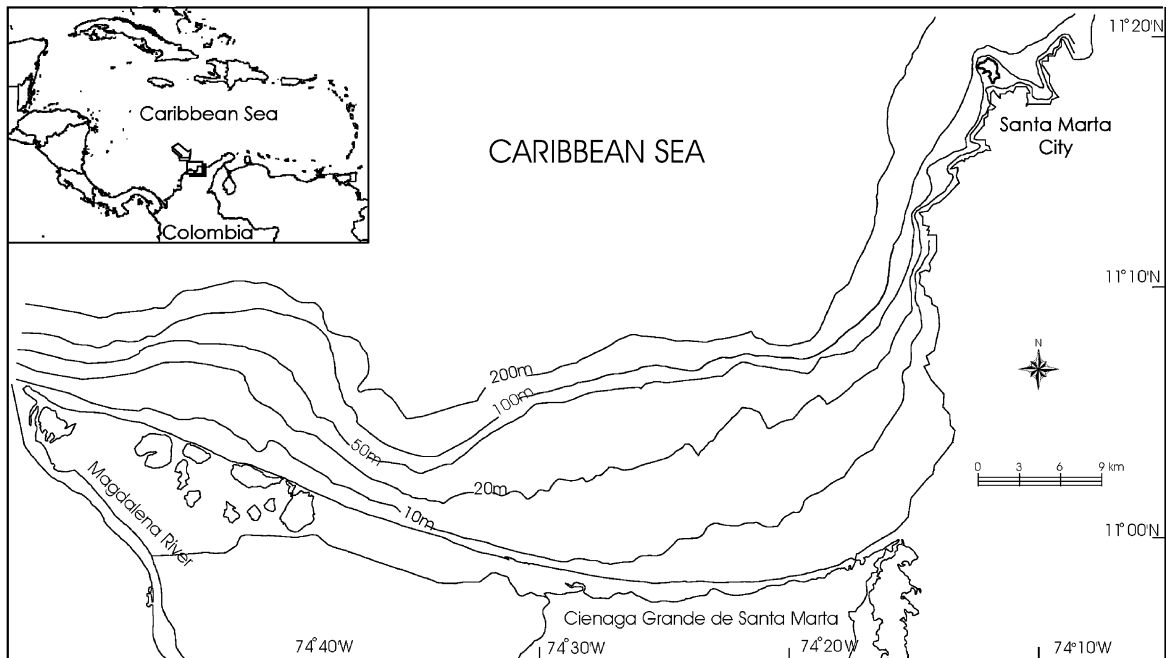 11°20'N
Caribbean Sea
Santa Marta
City
CARIBBEAN SEA
Colombia
11°10'N
N
200m
100m
50m
0 3 6 9 km
20m
Magdalena River
10m
11°00'N
Cienaga Grande de Santa Marta
74°40'W 74°30'W 74°20'W 74°10'W